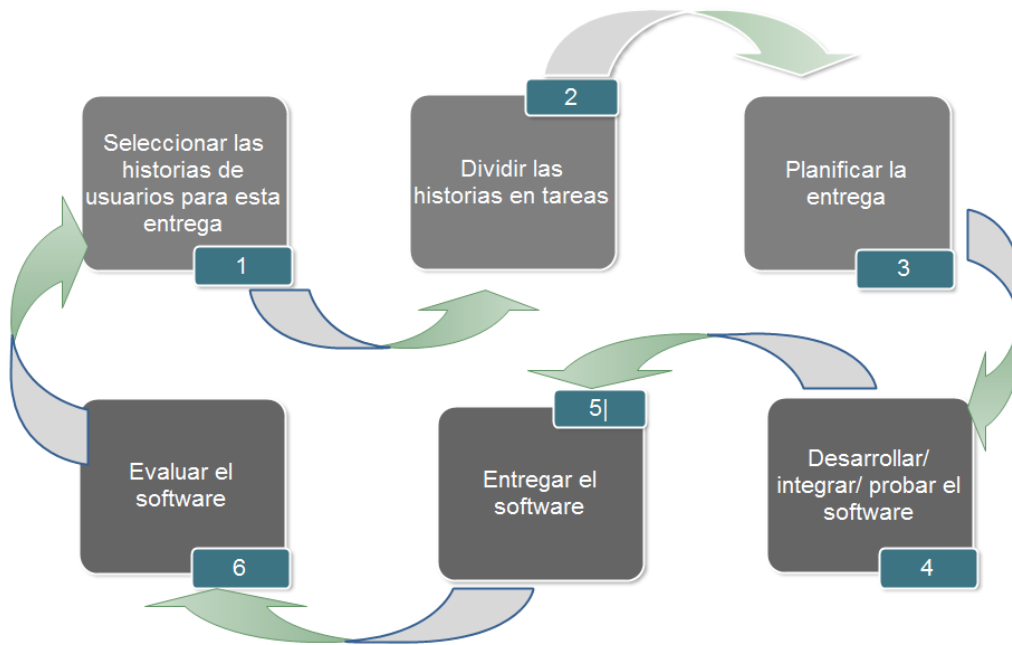 Seleccionar las
historias de
usuarios para esta
entrega
1
2
Dividir las
historias en tareas
Planificar la
entrega
3
Desarrollar/
integrar/ probar el
software
4
5|
Entregar el
software
Evaluar el
software
6